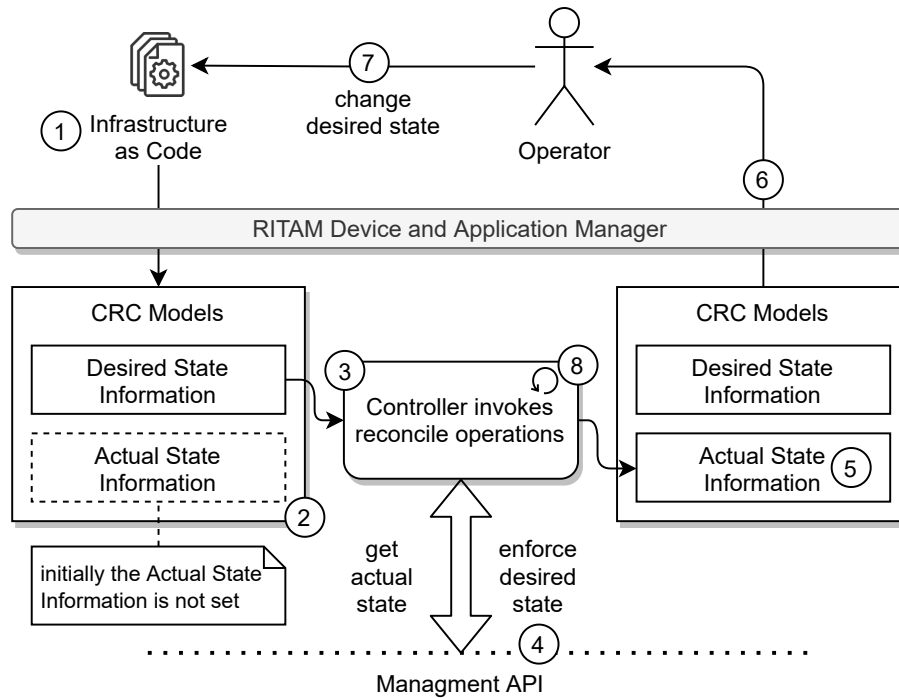 7
change
desired state
1
Infrastructure
as Code
Operator
6
RITAM Device and Application Manager
CRC Models
Desired State
Information
Actual State
Information
2
initially the Actual State
Information is not set
3
8
Controller invokes
reconcile operations
get
actual
state
enforce
desired
state
4
Managment API
CRC Models
Desired State
Information
Actual State
Information
5